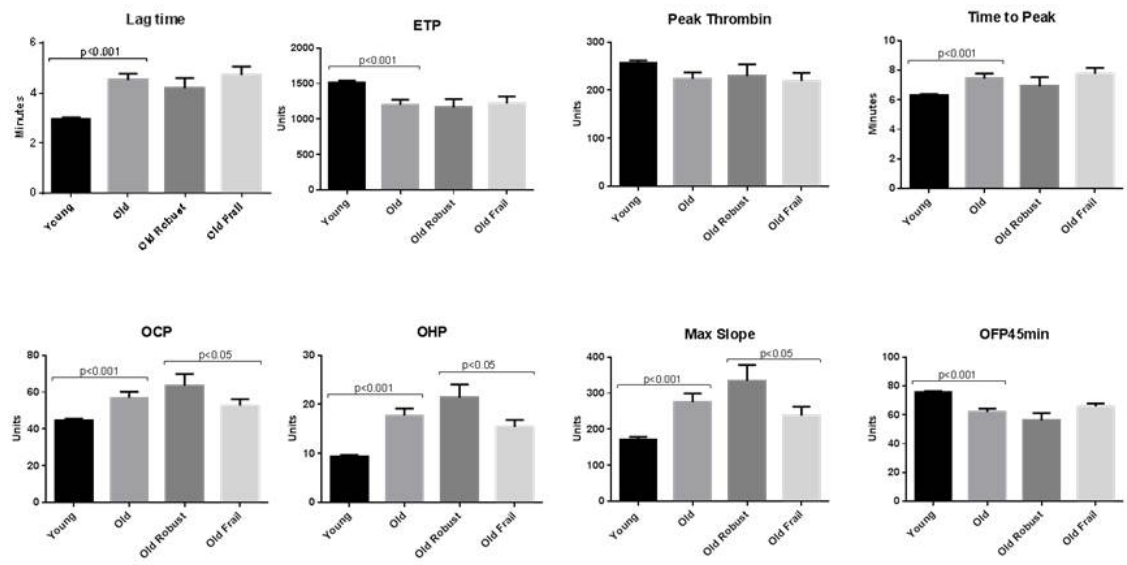 Lag time
6
4
2
0
Minutes
p<0.001
Young
Old
Old Robust
Old Frail
ETP
2000
1500
1000
500
0
Units
p<0.001
Young
Old
Old Robust
Old Frail
Peak Thrombin
300
200
100
0
Units
Young
Old
Old Robust
Old Frail
Time to Peak
10
8
6
4
2
0
Minutes
p<0.001
Young
Old
Old Robust
Old Frail
OCP
80
60
40
20
0
Units
p<0.001
p<0.05
Young
Old
Old Robust
Old Frail
OHP
30
20
10
0
Units
p<0.001
p<0.05
Young
Old
Old Robust
Old Frail
Max Slope
400
300
200
100
0
Units
p<0.001
p<0.05
Young
Old
Old Robust
Old Frail
OFP45min
100
80
60
40
20
0
Units
p<0.001
Young
Old
Old Robust
Old Frail